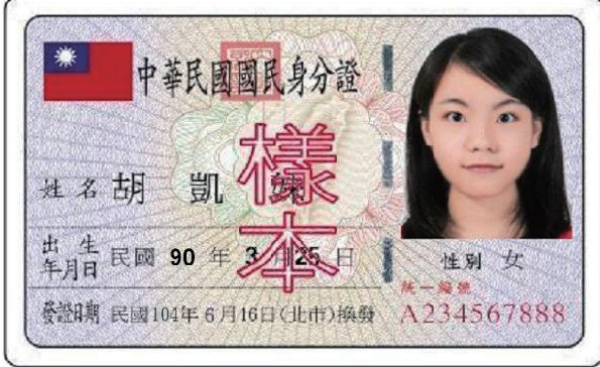 中華民國國民身分證
樣本
姓名 胡 凱
出生年月日 民國 90 年 3 月 25 日
性別 女
統一編號
發證日期 民國104年6月16日(北市)換發 A234567888